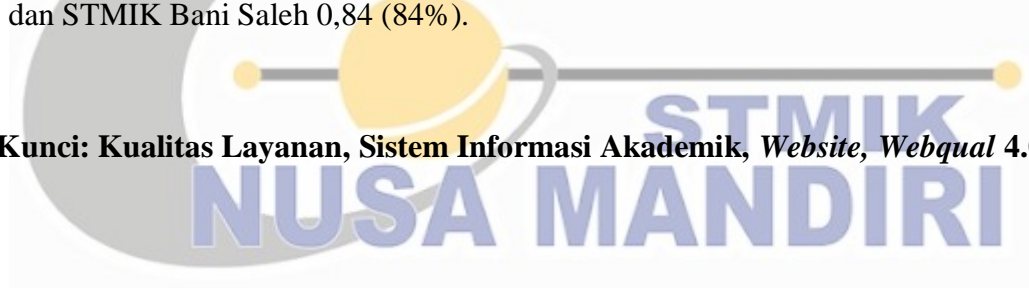 dan STMIK Bani Saleh 0,84 (84%).
Kunci: Kualitas Layanan, Sistem Informasi Akademik, Website, Webqual 4.
STMIK
NUSA MANDIRI